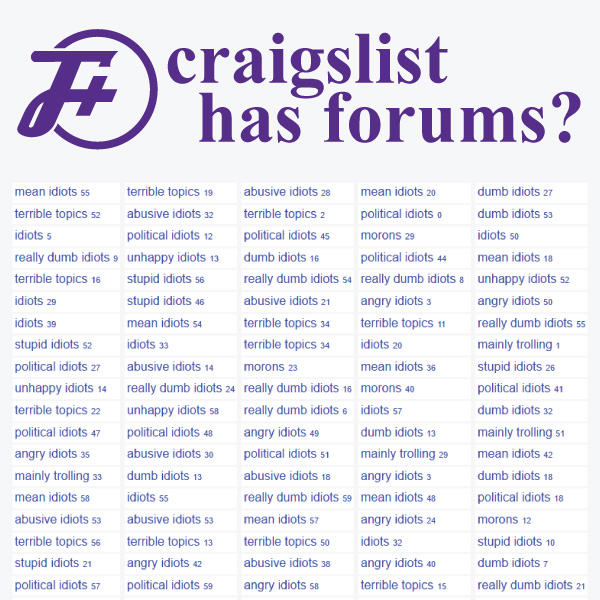 craigslist
has forums?
mean idiots 55 terrible topics 19 abusive idiots 28 mean idiots 20 dumb idiots 27
terrible topics 52 abusive idiots 32 terrible topics 2 political idiots 0 dumb idiots 53
idiots 5 political idiots 12 political idiots 45 morons 29 idiots 50
really dumb idiots 9 unhappy idiots 13 dumb idiots 16 political idiots 44 mean idiots 18
terrible topics 16 stupid idiots 56 really dumb idiots 54 really dumb idiots 8 unhappy idiots 52
idiots 29 stupid idiots 46 abusive idiots 21 angry idiots 3 angry idiots 50
idiots 39 mean idiots 54 terrible topics 34 terrible topics 11 really dumb idiots 55
stupid idiots 52 idiots 33 terrible topics 34 idiots 20 mainly trolling 1
political idiots 27 abusive idiots 14 morons 23 mean idiots 36 stupid idiots 26
unhappy idiots 14 really dumb idiots 24 really dumb idiots 16 morons 40 political idiots 41
terrible topics 22 unhappy idiots 58 really dumb idiots 6 idiots 57 dumb idiots 32
political idiots 47 political idiots 48 angry idiots 49 dumb idiots 13 mainly trolling 51
angry idiots 35 abusive idiots 30 political idiots 51 mainly trolling 29 mean idiots 42
mainly trolling 33 dumb idiots 13 abusive idiots 18 angry idiots 3 dumb idiots 18
mean idiots 58 idiots 55 really dumb idiots 59 mean idiots 48 political idiots 18
abusive idiots 53 abusive idiots 53 mean idiots 57 angry idiots 24 morons 12
terrible topics 56 terrible topics 13 terrible topics 50 idiots 32 stupid idiots 10
stupid idiots 21 angry idiots 42 abusive idiots 38 angry idiots 40 dumb idiots 7
political idiots 57 political idiots 59 angry idiots 58 terrible topics 15 really dumb idiots 21